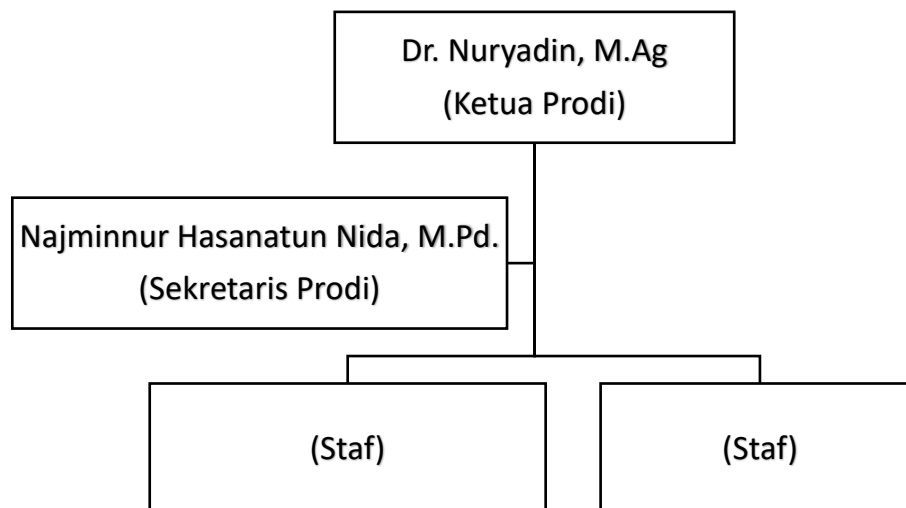 Dr. Nuryadin, M.Ag
(Ketua Prodi)
Najminnur Hasanatun Nida, M.Pd.
(Sekretaris Prodi)
(Staf)
(Staf)